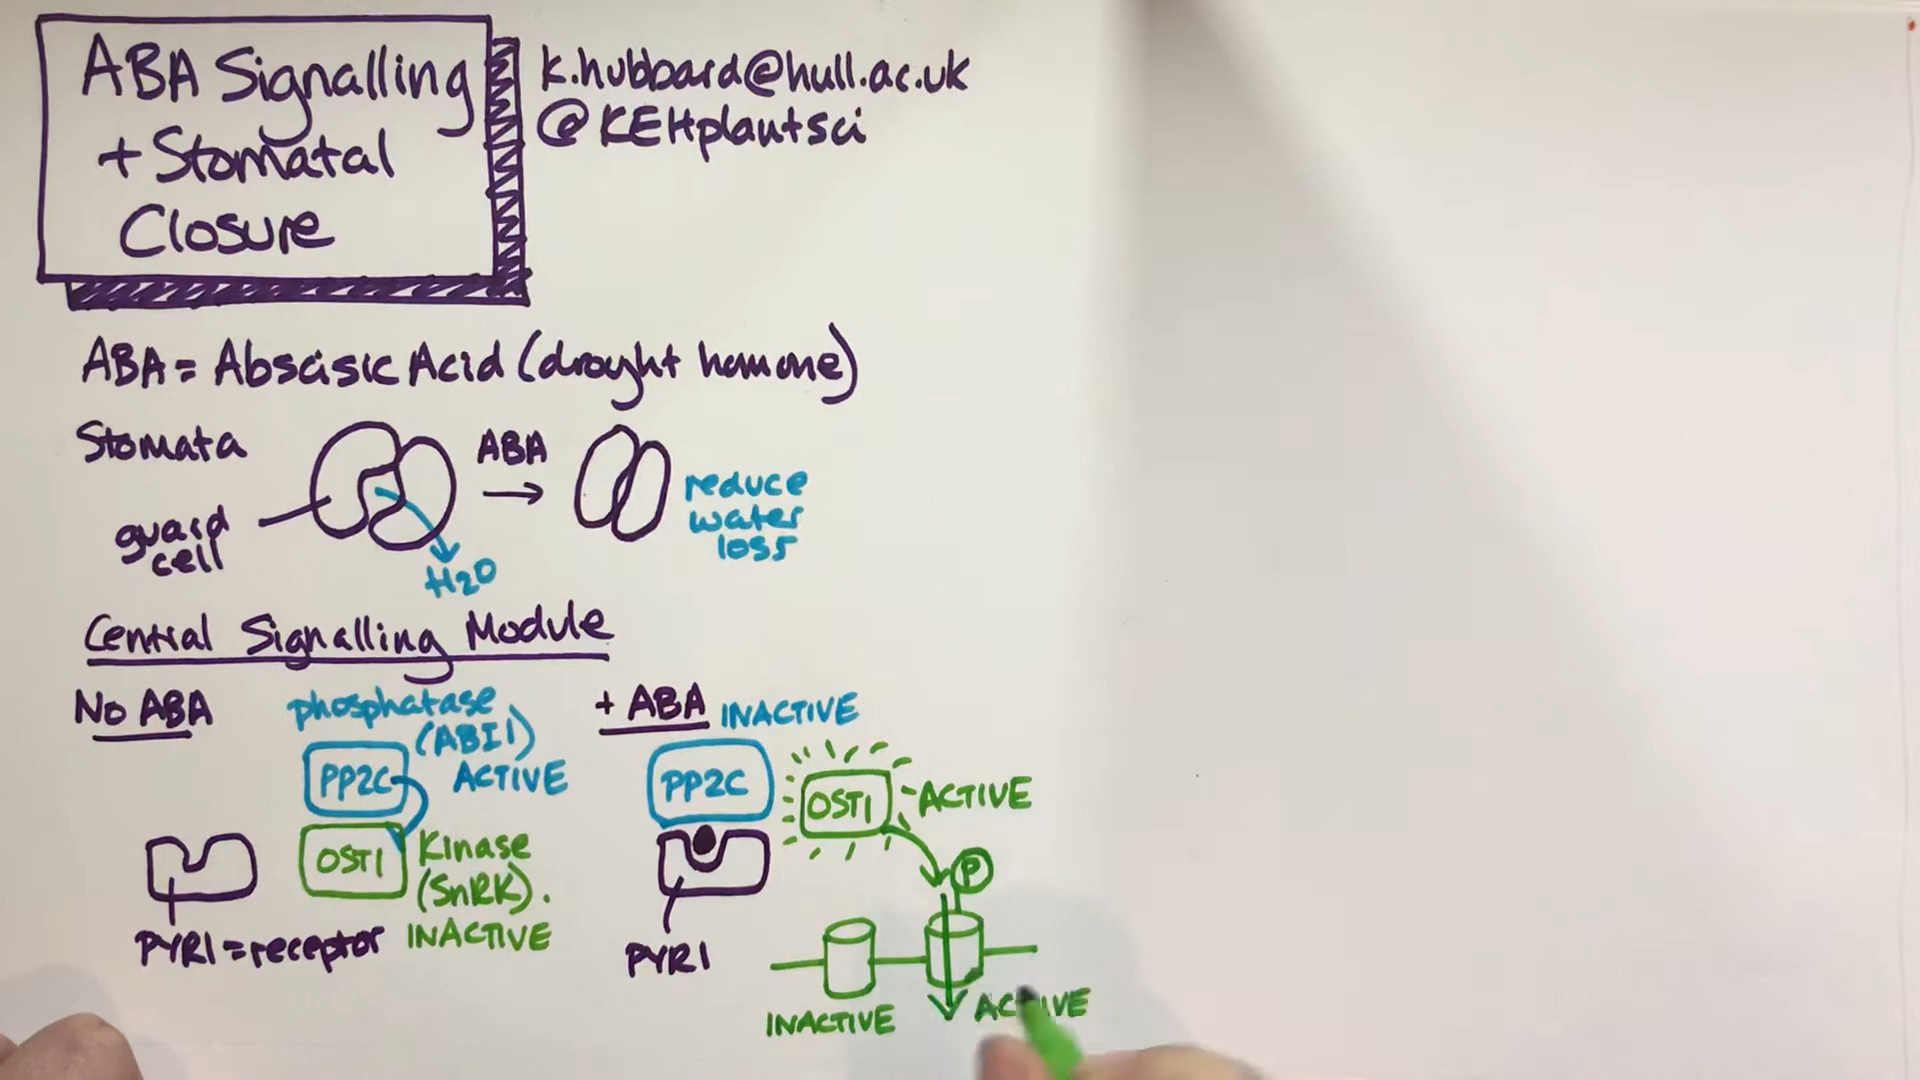 ABA Signalling
+ Stomatal
Closure
k.hubbard@hull.ac.uk
@KEHplantsci
ABA = Abscisic Acid (drought hormone)
Stomata
guard
cell
H2O
ABA
reduce
water
loss
Central Signalling Module
No ABA
phosphatase
(ABI1)
PP2C
ACTIVE
OST1
Kinase
(SnRK).
INACTIVE
PYR1 = receptor
+ ABA
INACTIVE
PP2C
OST1
ACTIVE
P
PYR1
INACTIVE
ACTIVE